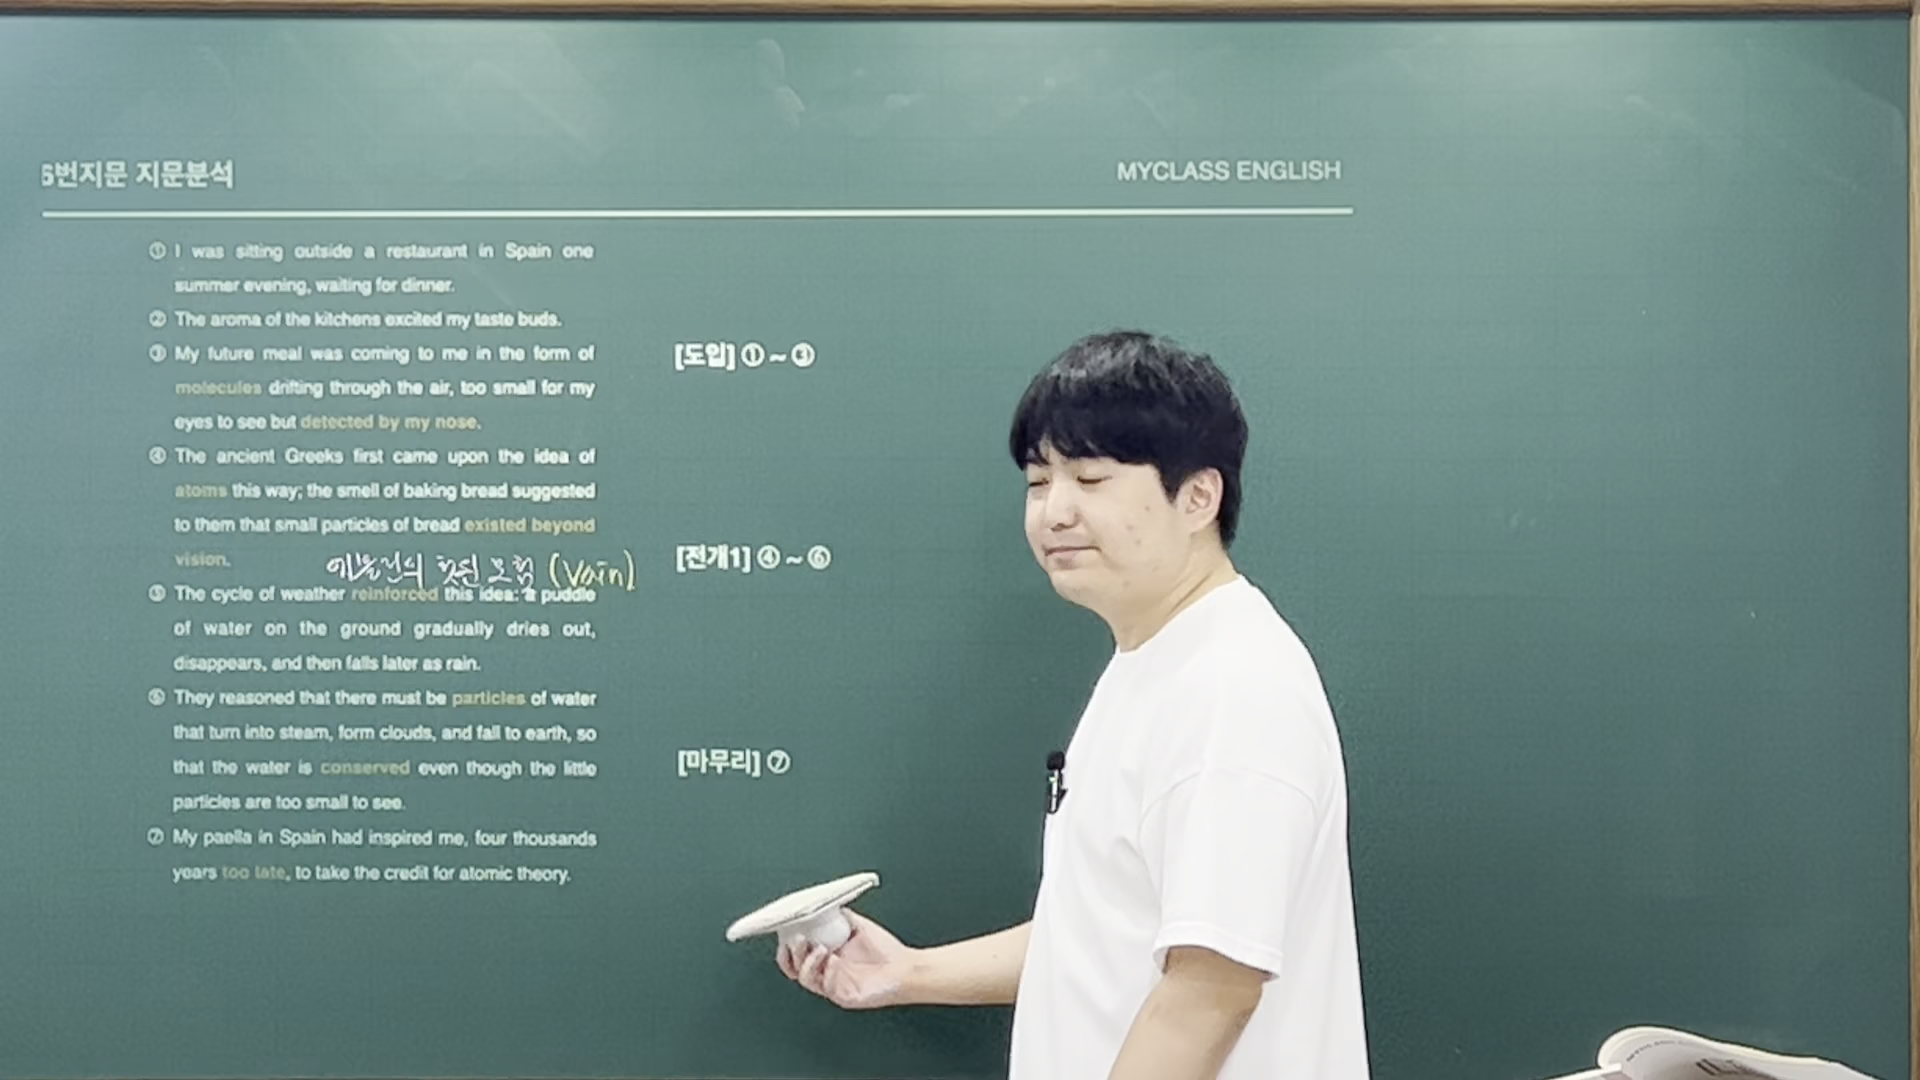 6번지문 지문분석
MYCLASS ENGLISH
① I was sitting outside a restaurant in Spain one
summer evening, waiting for dinner.
② The aroma of the kitchens excited my taste buds.
③ My future meal was coming to me in the form of
molecules drifting through the air, too small for my
eyes to see but detected by my nose.
④ The ancient Greeks first came upon the idea of
atoms this way; the smell of baking bread suggested
to them that small particles of bread existed beyond
vision.
헛된 모험 (Vain)
⑤ The cycle of weather reinforced this idea: a puddle
of water on the ground gradually dries out,
disappears, and then falls later as rain.
⑥ They reasoned that there must be particles of water
that turn into steam, form clouds, and fall to earth, so
that the water is conserved even though the little
particles are too small to see.
⑦ My paella in Spain had inspired me, four thousands
years too late, to take the credit for atomic theory.
[도입] ① ~ ③
[전개1] ④ ~ ⑥
[마무리] ⑦